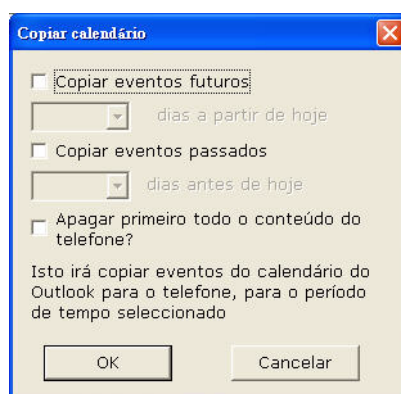 Copiar calendário
Copiar eventos futuros
dias a partir de hoje
Copiar eventos passados
dias antes de hoje
Apagar primeiro todo o conteúdo do
telefone?
Isto irá copiar eventos do calendário do
Outlook para o telefone, para o período
de tempo seleccionado
OK Cancelar